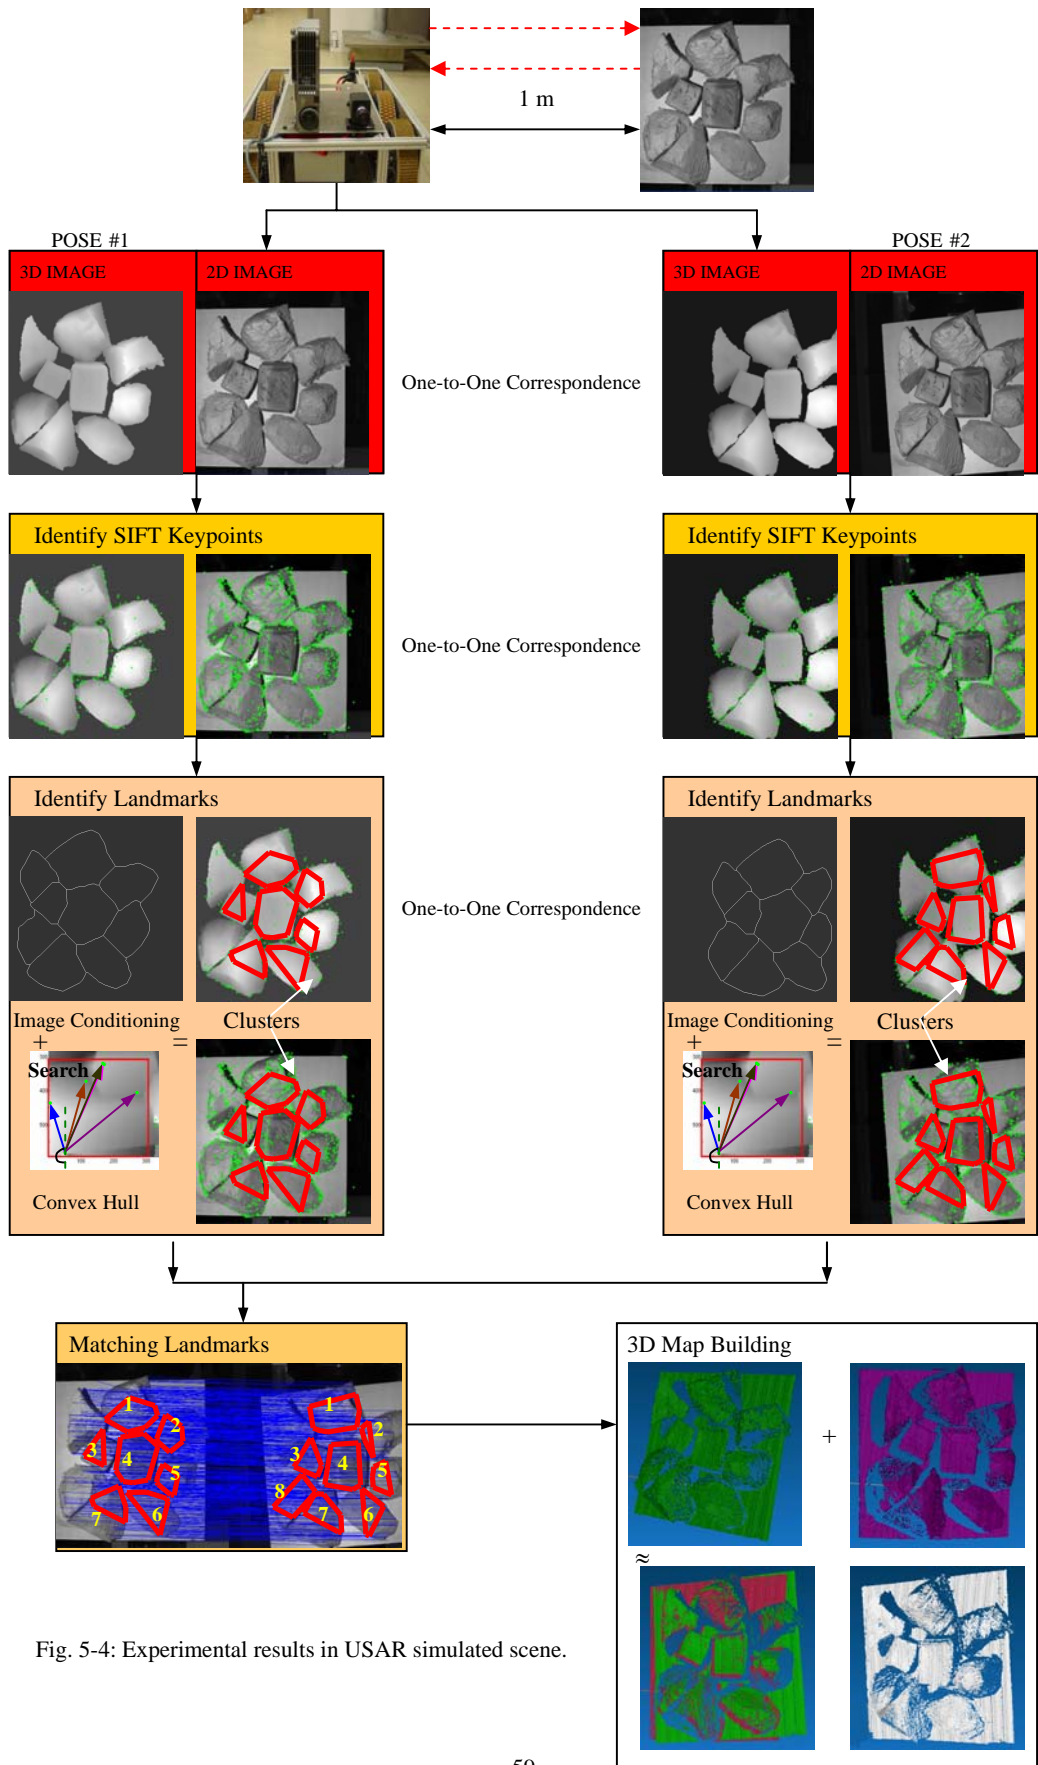 1 m
POSE #1
POSE #2
3D IMAGE
2D IMAGE
3D IMAGE
2D IMAGE
One-to-One Correspondence
Identify SIFT Keypoints
Identify SIFT Keypoints
One-to-One Correspondence
Identify Landmarks
Identify Landmarks
One-to-One Correspondence
Image Conditioning
Clusters
Image Conditioning
Clusters
+
=
+
=
Search
Search
Convex Hull
Convex Hull
Matching Landmarks
3D Map Building
1
2
3
4
5
6
7
1
2
3
4
5
8
7
6
+
≈
Fig. 5-4: Experimental results in USAR simulated scene.